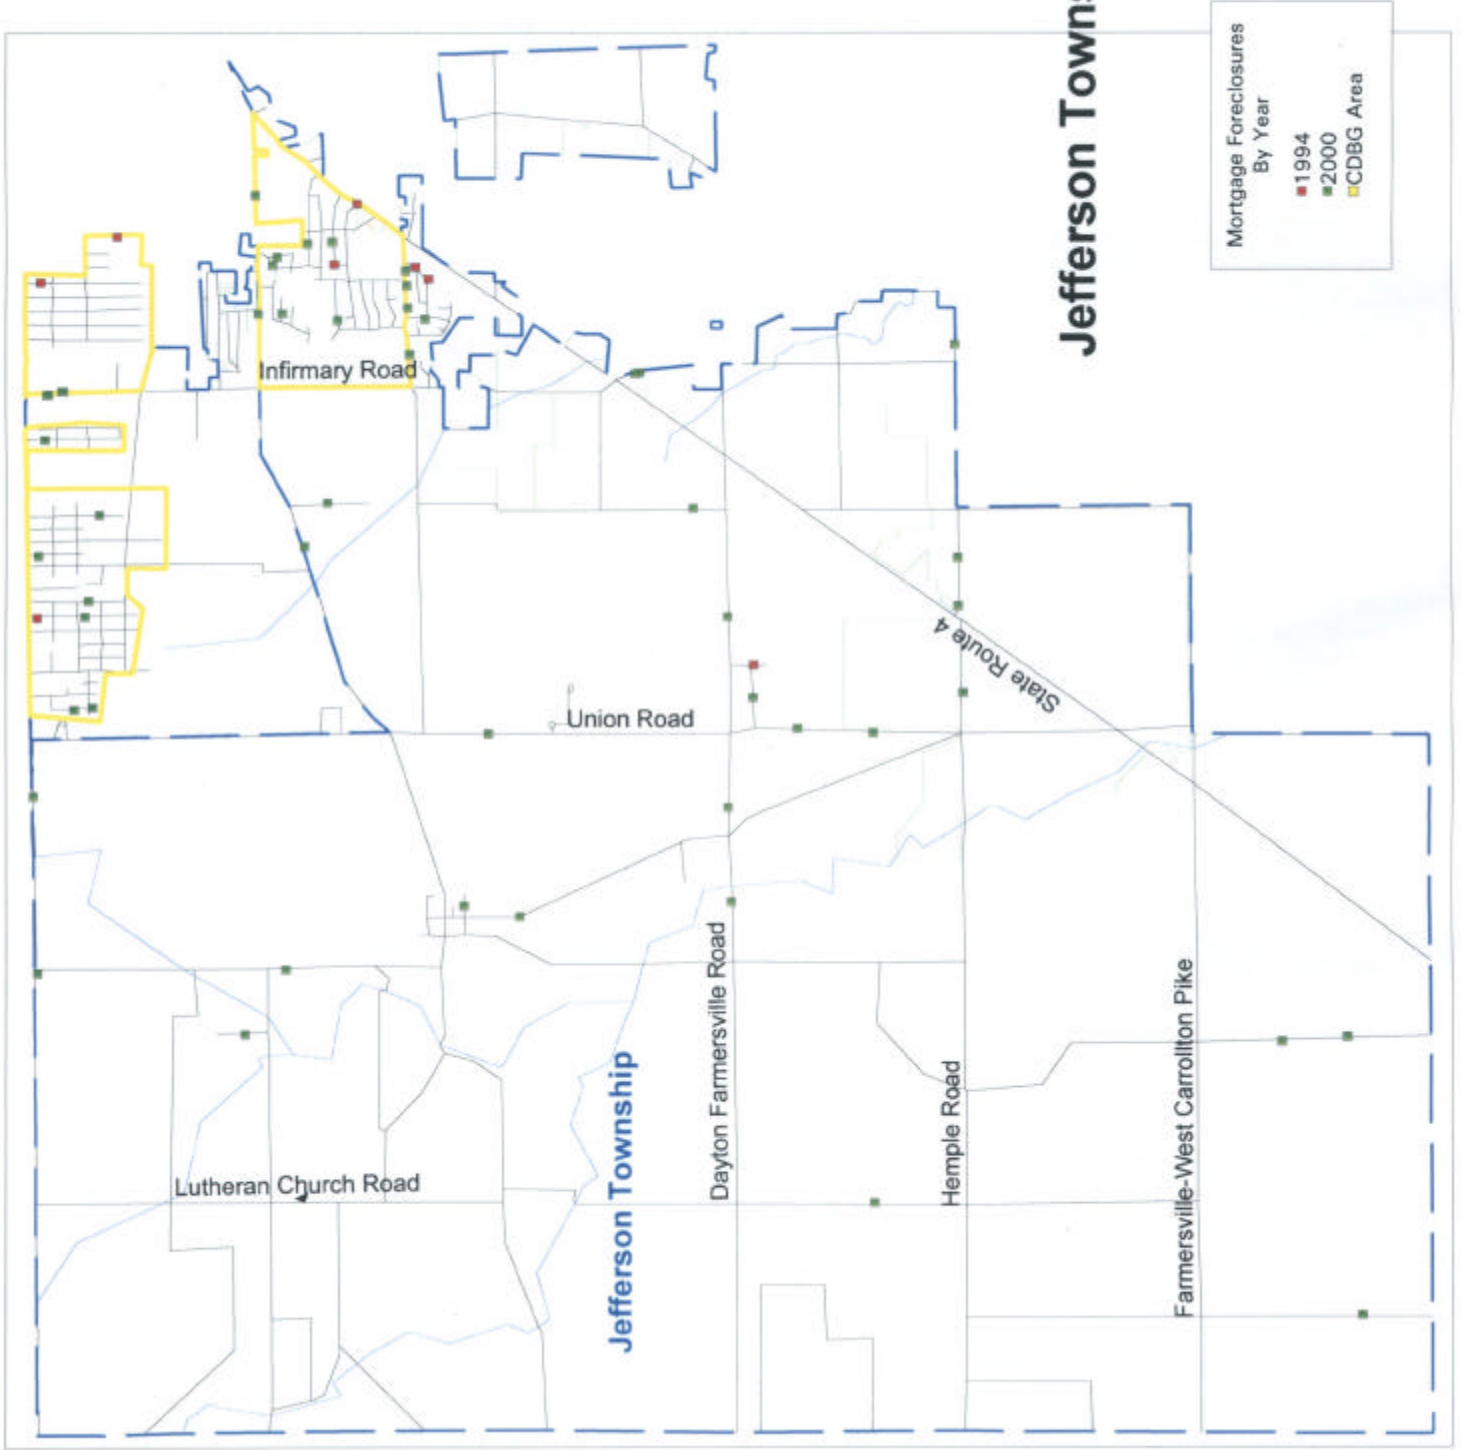 Jefferson Towns
Mortgage Foreclosures
By Year
1994
2000
CDBG Area
Infirmary Road
State Route 4
Union Road
Dayton Farmersville Road
Jefferson Township
Hemple Road
Farmersville-West Carrollton Pike
Lutheran Church Road